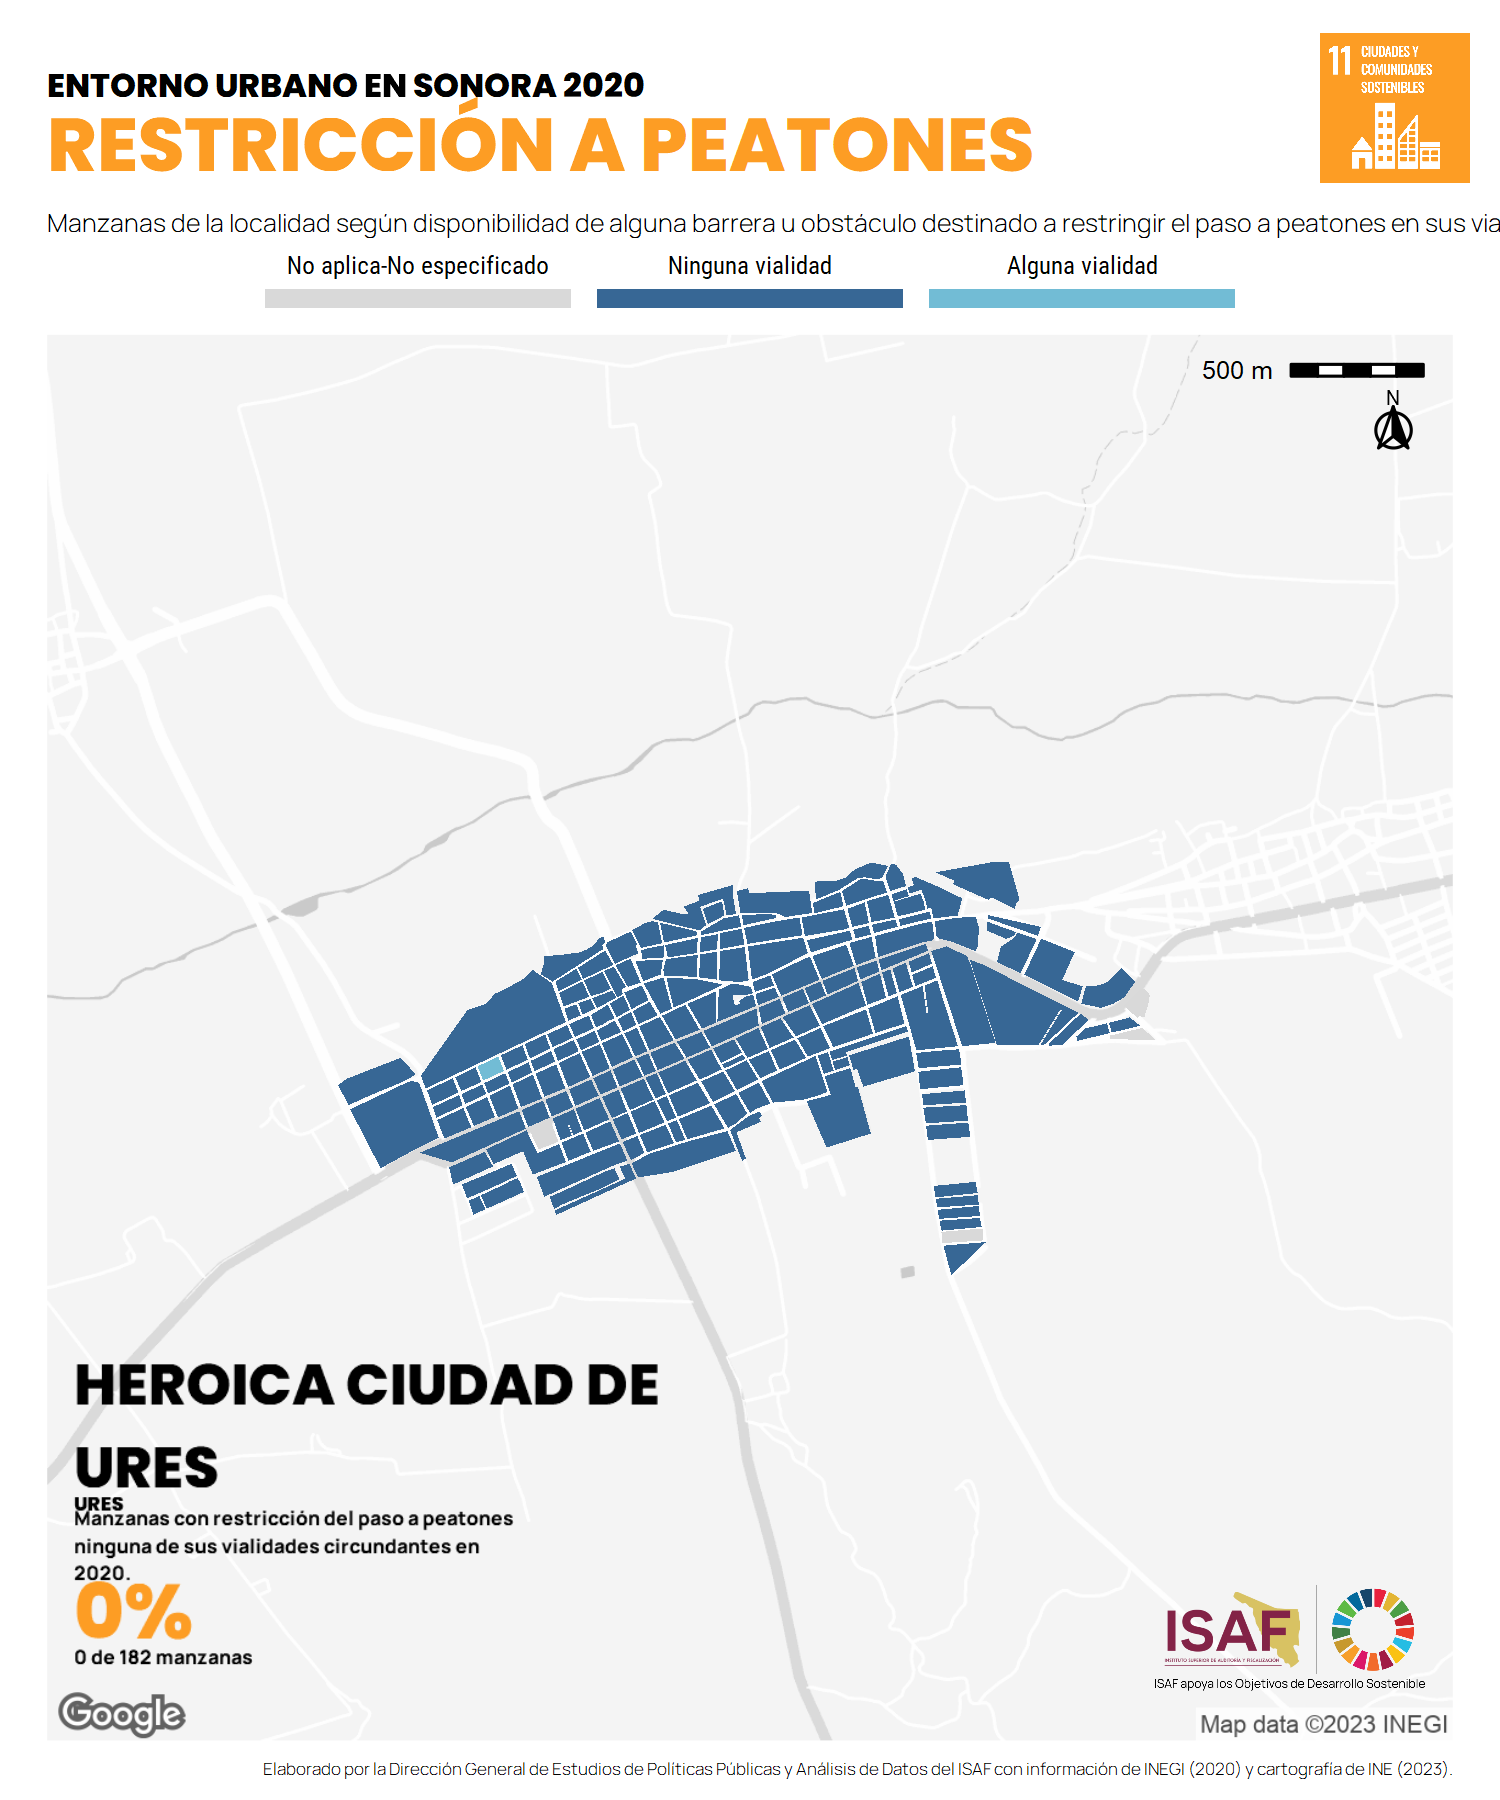 ENTORNO URBANO EN SONORA 2020
RESTRICCIÓN A PEATONES
11 CIUDADES Y
COMUNIDADES
SOSTENIBLES
Manzanas de la localidad según disponibilidad de alguna barrera u obstáculo destinado a restringir el paso a peatones en sus via
No aplica-No especificado
Ninguna vialidad
Alguna vialidad
500 m
N
HEROICA CIUDAD DE
URES
URES
Manzanas con restricción del paso a peatones
ninguna de sus vialidades circundantes en
2020.
0%
0 de 182 manzanas
ISAF
INSTITUTO SUPERIOR DE AUDITORÍA Y FISCALIZACIÓN
ISAF apoya los Objetivos de Desarrollo Sostenible
Google
Map data ©2023 INEGI
Elaborado por la Dirección General de Estudios de Políticas Públicas y Análisis de Datos del ISAF con información de INEGI (2020) y cartografía de INE (2023).